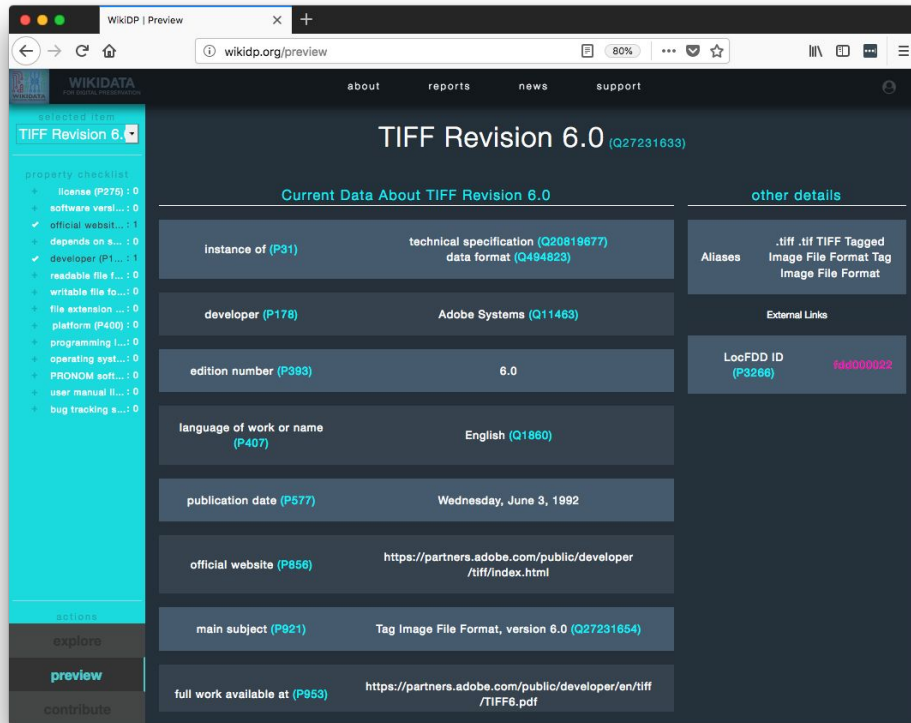 WikiDP | Preview
wikidp.org/preview
80%
WIKIDATA
FOR DIGITAL PRESERVATION
WIKIDATA
about reports news support
selected item
TIFF Revision 6.0
property checklist
license (P275) : 0
software versi... : 0
official websit... : 1
depends on s... : 0
developer (P1... : 1
readable file f... : 0
writable file fo... : 0
file extension ... : 0
platform (P400) : 0
programming l... : 0
operating syst... : 0
PRONOM soft... : 0
user manual li... : 0
bug tracking s... : 0
actions
explore
preview
contribute
TIFF Revision 6.0 (Q27231633)
Current Data About TIFF Revision 6.0
instance of (P31)
technical specification (Q20819677)
data format (Q494823)
developer (P178)
Adobe Systems (Q11463)
edition number (P393)
6.0
language of work or name
(P407)
English (Q1860)
publication date (P577)
Wednesday, June 3, 1992
official website (P856)
https://partners.adobe.com/public/developer
/tiff/index.html
main subject (P921)
Tag Image File Format, version 6.0 (Q27231654)
full work available at (P953)
https://partners.adobe.com/public/developer/en/tiff
/TIFF6.pdf
other details
Aliases
.tiff .tif TIFF Tagged
Image File Format Tag
Image File Format
External Links
LocFDD ID
(P3266)
fdd000022